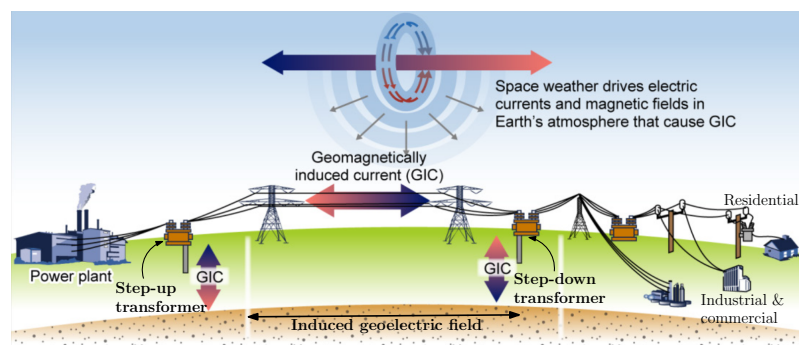 Space weather drives electric
currents and magnetic fields in
Earth's atmosphere that cause GIC
Geomagnetically
induced current (GIC)
Residential
Power plant
GIC
GIC
Step-up
transformer
Step-down
transformer
Industrial &
commercial
Induced geoelectric field